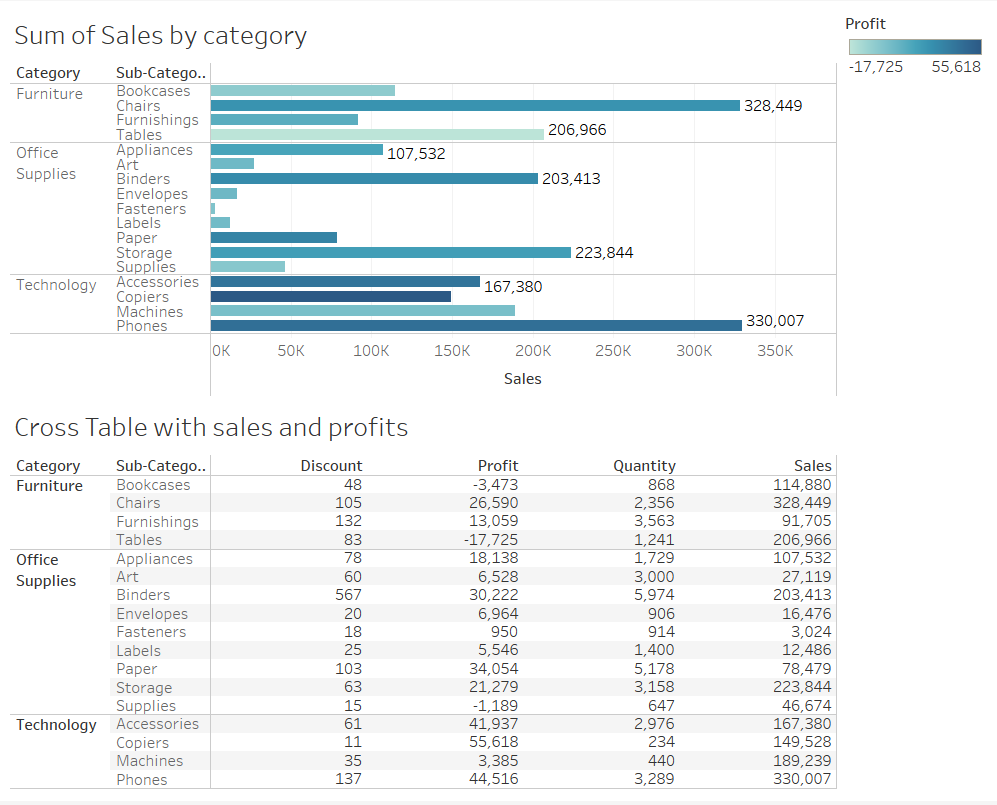 Sum of Sales by category
Profit
-17,725 55,618
Category Sub-Catego..
Furniture Bookcases
Chairs 328,449
Furnishings
Tables 206,966
Office Supplies Appliances 107,532
Art
Binders 203,413
Envelopes
Fasteners
Labels
Paper
Storage 223,844
Supplies
Technology Accessories 167,380
Copiers
Machines
Phones 330,007
0K 50K 100K 150K 200K 250K 300K 350K
Sales
Cross Table with sales and profits
Category Sub-Catego.. Discount Profit Quantity Sales
Furniture Bookcases 48 -3,473 868 114,880
Chairs 105 26,590 2,356 328,449
Furnishings 132 13,059 3,563 91,705
Tables 83 -17,725 1,241 206,966
Office Supplies Appliances 78 18,138 1,729 107,532
Art 60 6,528 3,000 27,119
Binders 567 30,222 5,974 203,413
Envelopes 20 6,964 906 16,476
Fasteners 18 950 914 3,024
Labels 25 5,546 1,400 12,486
Paper 103 34,054 5,178 78,479
Storage 63 21,279 3,158 223,844
Supplies 15 -1,189 647 46,674
Technology Accessories 61 41,937 2,976 167,380
Copiers 11 55,618 234 149,528
Machines 35 3,385 440 189,239
Phones 137 44,516 3,289 330,007